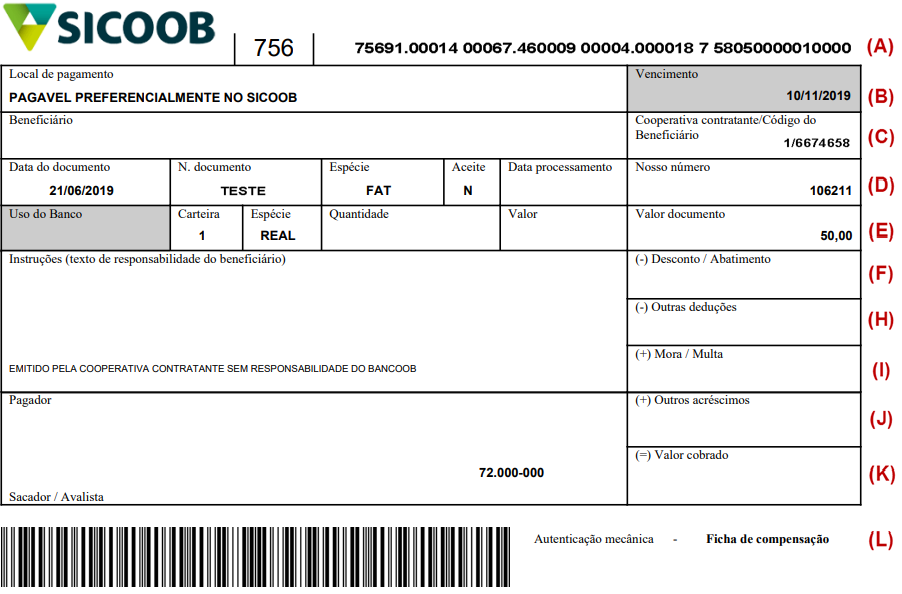 SICOOB
756
75691.00014 00067.460009 00004.000018 7 58050000010000 (A)
Local de pagamento
Vencimento
PAGAVEL PREFERENCIALMENTE NO SICOOB
10/11/2019 (B)
Beneficiário
Cooperativa contratante/Código do
Beneficiário
1/6674658 (C)
Data do documento N. documento Espécie Aceite Data processamento Nosso número
21/06/2019 TESTE FAT N 106211 (D)
Uso do Banco Carteira Espécie Quantidade Valor Valor documento
1 REAL 50,00 (E)
Instruções (texto de responsabilidade do beneficiário)
(-) Desconto / Abatimento (F)
(-) Outras deduções (H)
(+) Mora / Multa (I)
EMITIDO PELA COOPERATIVA CONTRATANTE SEM RESPONSABILIDADE DO BANCOOB
Pagador
(+) Outros acréscimos (J)
(=) Valor cobrado (K)
72.000-000
Sacador / Avalista
Autenticação mecânica - Ficha de compensação (L)